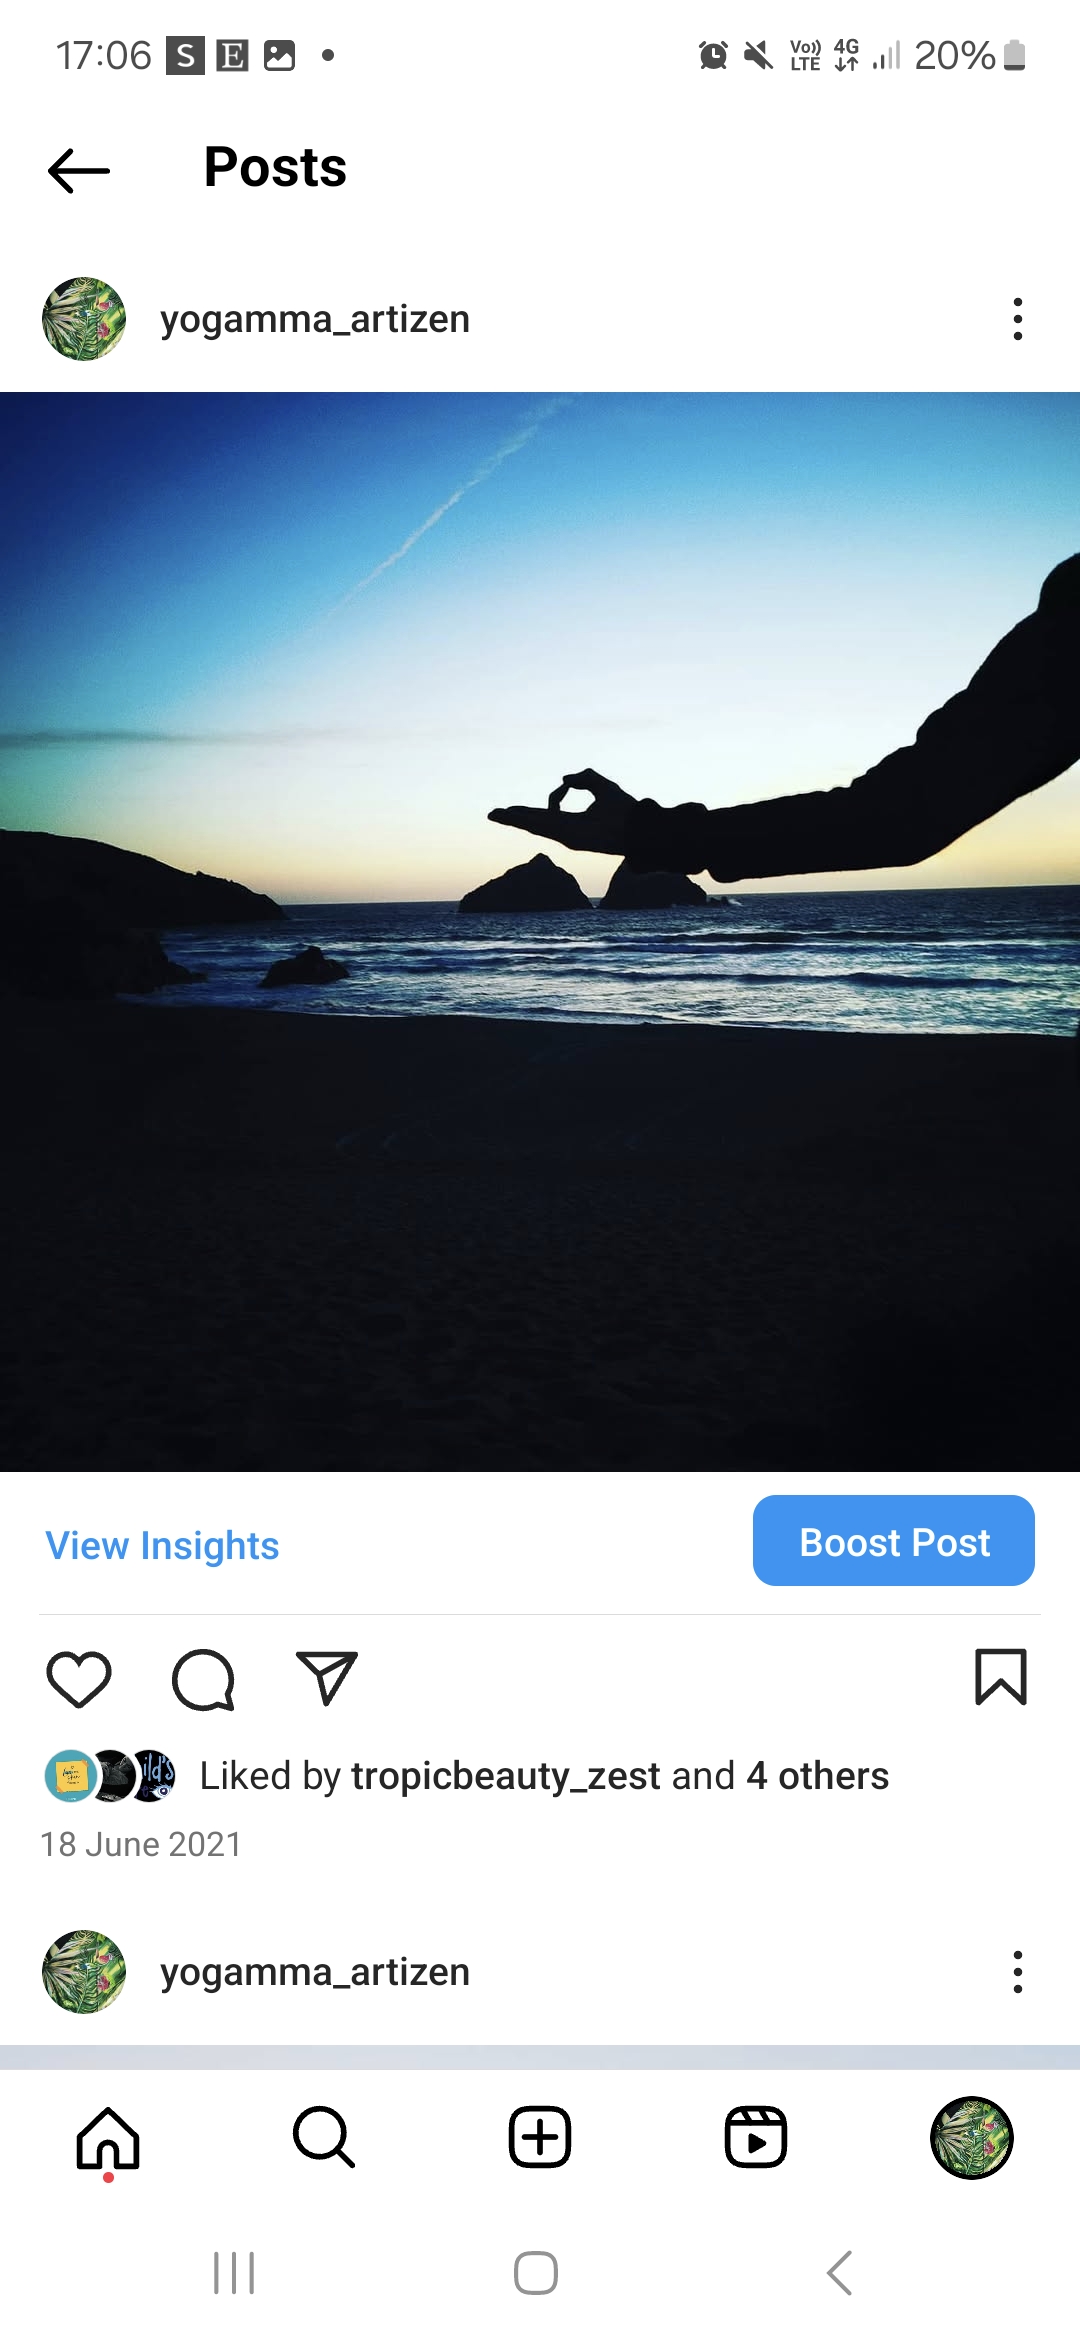 17:06 S E Vo)) LTE 4G 20%
Posts
yogamma_artizen
View Insights
Boost Post
ild's
Liked by tropicbeauty_zest and 4 others
18 June 2021
yogamma_artizen